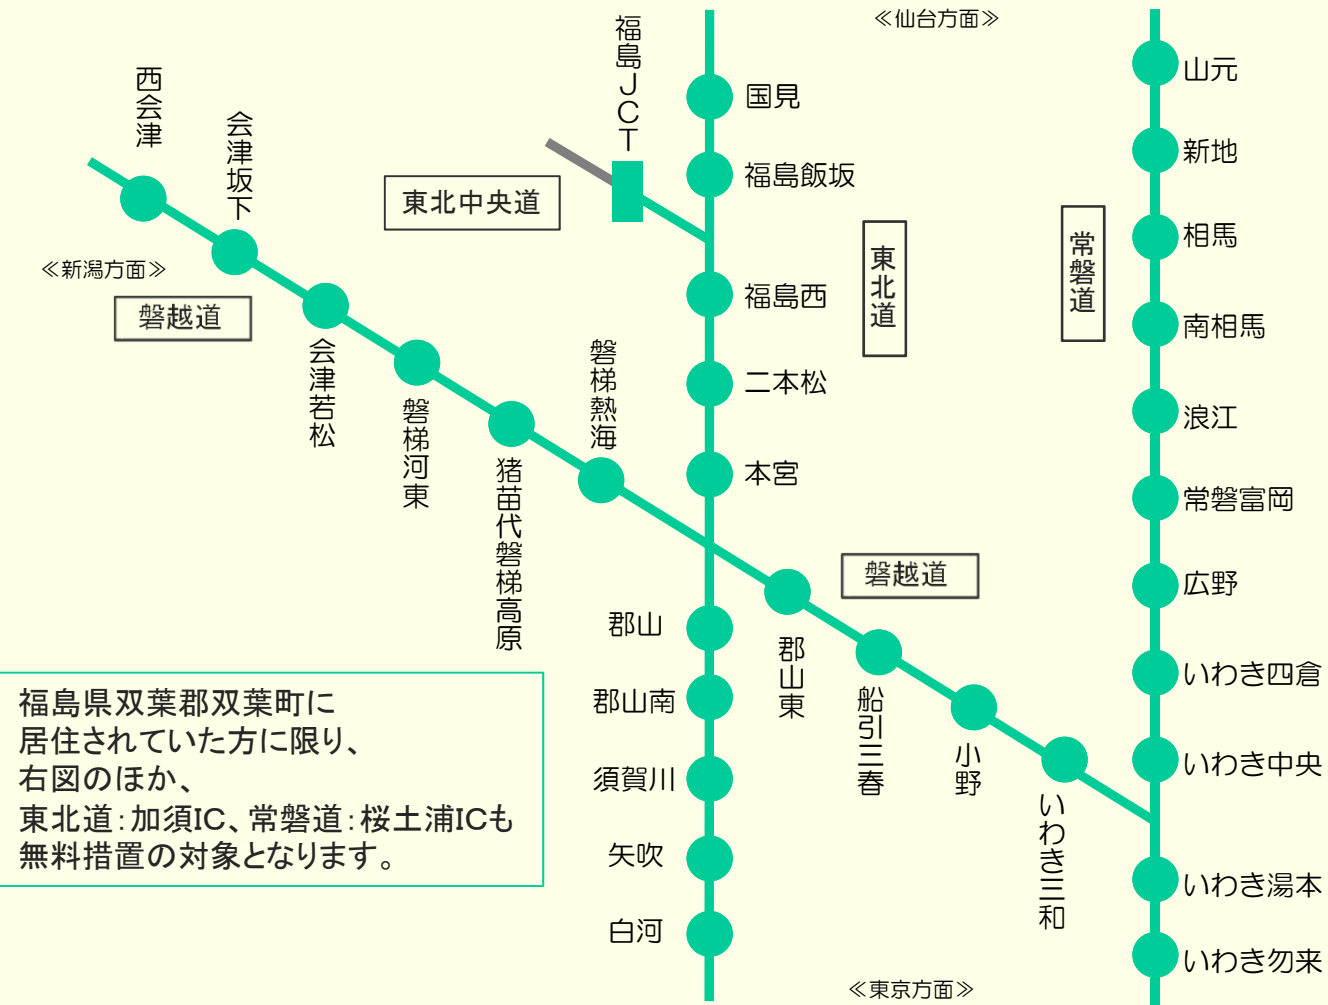 ≪仙台方面≫
福島JCT
西会津
会津坂下
≪新潟方面≫
磐越道
会津若松
磐梯河東
猪苗代磐梯高原
磐梯熱海
東北中央道
国見
福島飯坂
福島西
二本松
本宮
郡山
郡山南
須賀川
矢吹
白河
東北道
常磐道
磐越道
郡山東
船引三春
小野
いわき三和
山元
新地
相馬
南相馬
浪江
常磐富岡
広野
いわき四倉
いわき中央
いわき湯本
いわき勿来
≪東京方面≫
福島県双葉郡双葉町に
居住されていた方に限り、
右図のほか、
東北道：加須IC、常磐道：桜土浦ICも
無料措置の対象となります。